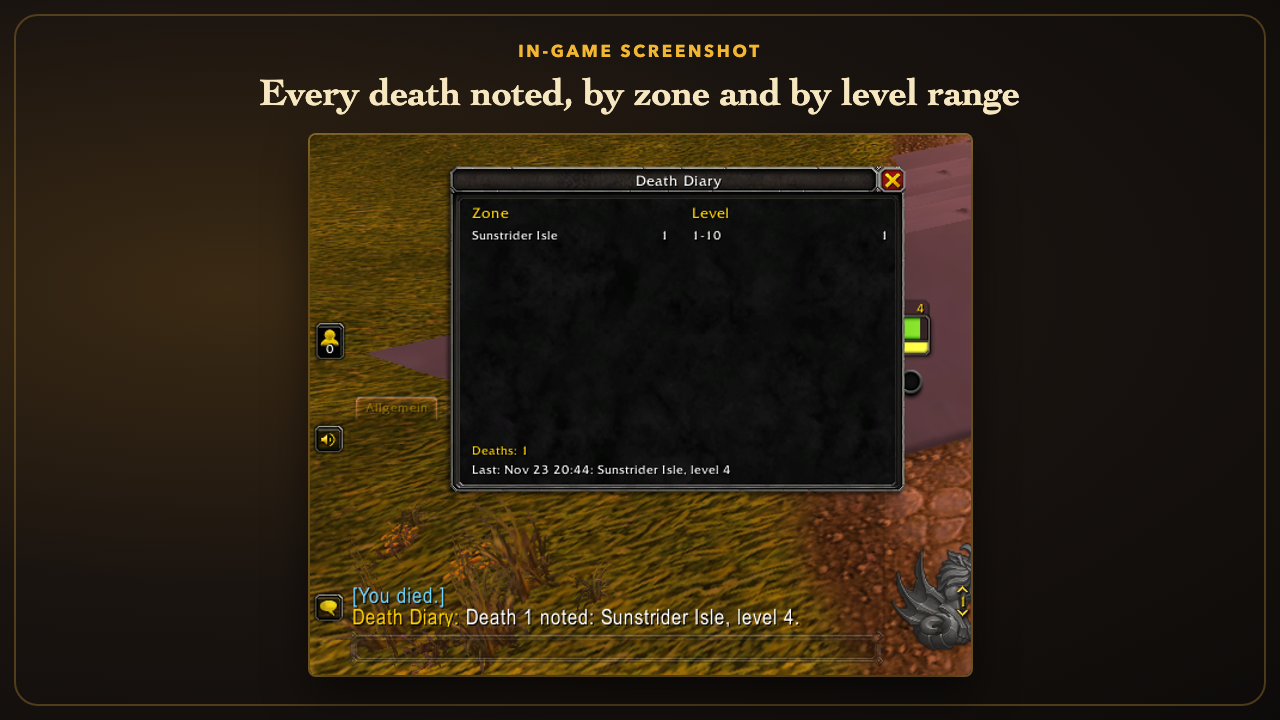 IN-GAME SCREENSHOT
Every death noted, by zone and by level range
Death Diary
Zone Level
Sunstrider Isle 1 1-10 1
4
0
Allgemein
Deaths: 1
Last: Nov 23 20:44: Sunstrider Isle, level 4
[You died.]
Death Diary: Death 1 noted: Sunstrider Isle, level 4.
1